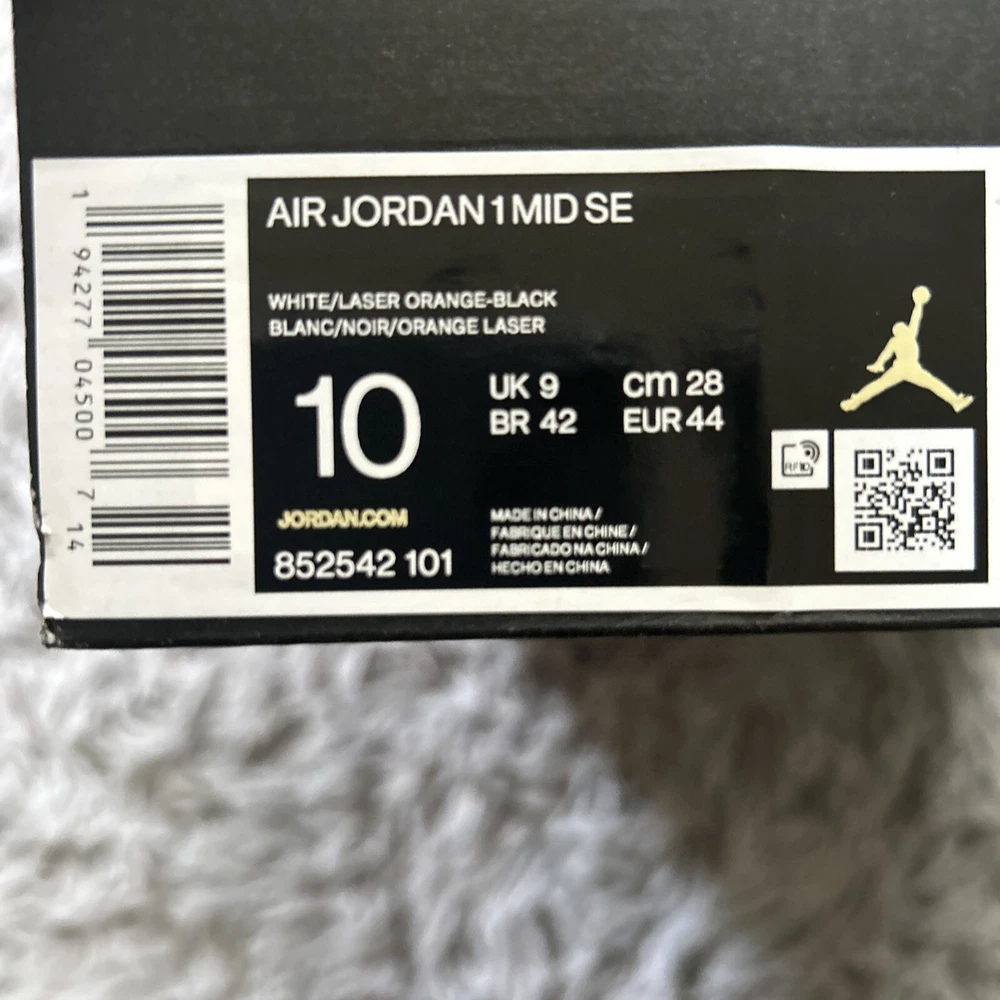 AIR JORDAN 1 MID SE
WHITE/LASER ORANGE-BLACK
BLANC/NOIR/ORANGE LASER
10
UK 9 cm 28
BR 42 EUR 44
JORDAN.COM
852542 101
MADE IN CHINA /
FABRIQUE EN CHINE /
FABRICADO NA CHINA /
HECHO EN CHINA
RFID
1 94277 04500 7 14